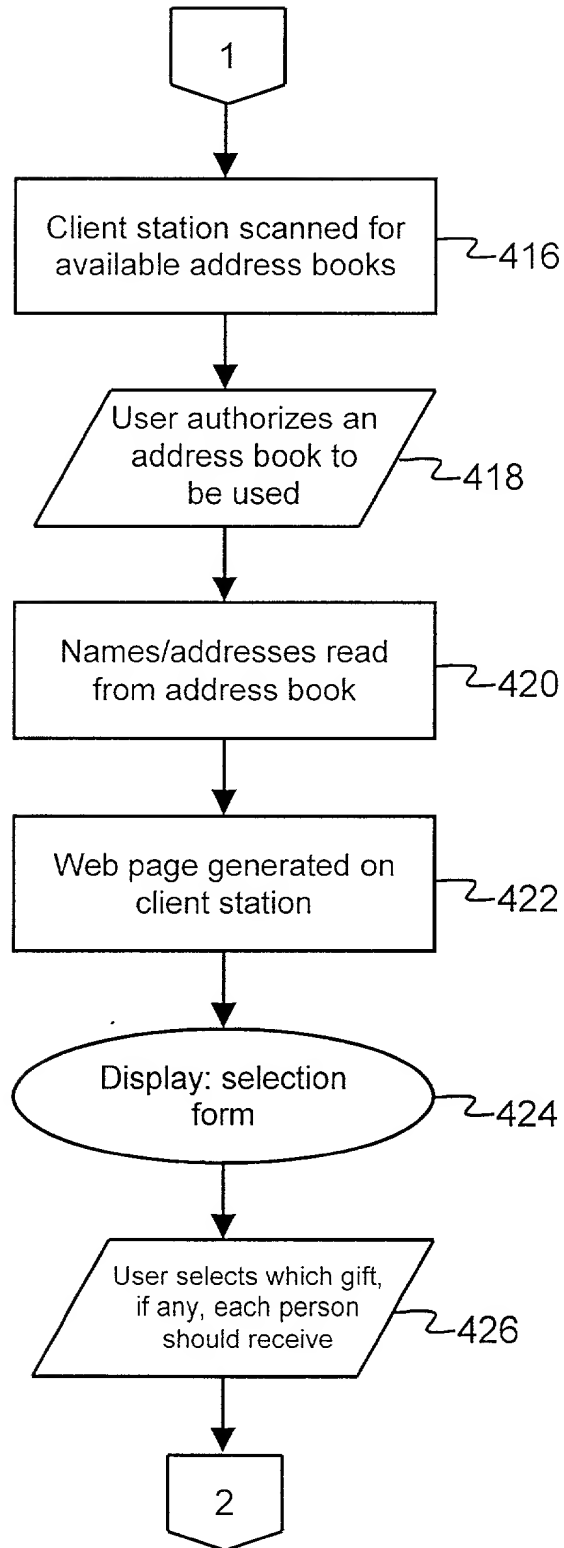 1
Client station scanned for
available address books
416
User authorizes an
address book to
be used
418
Names/addresses read
from address book
420
Web page generated on
client station
422
Display: selection
form
424
User selects which gift,
if any, each person
should receive
426
2